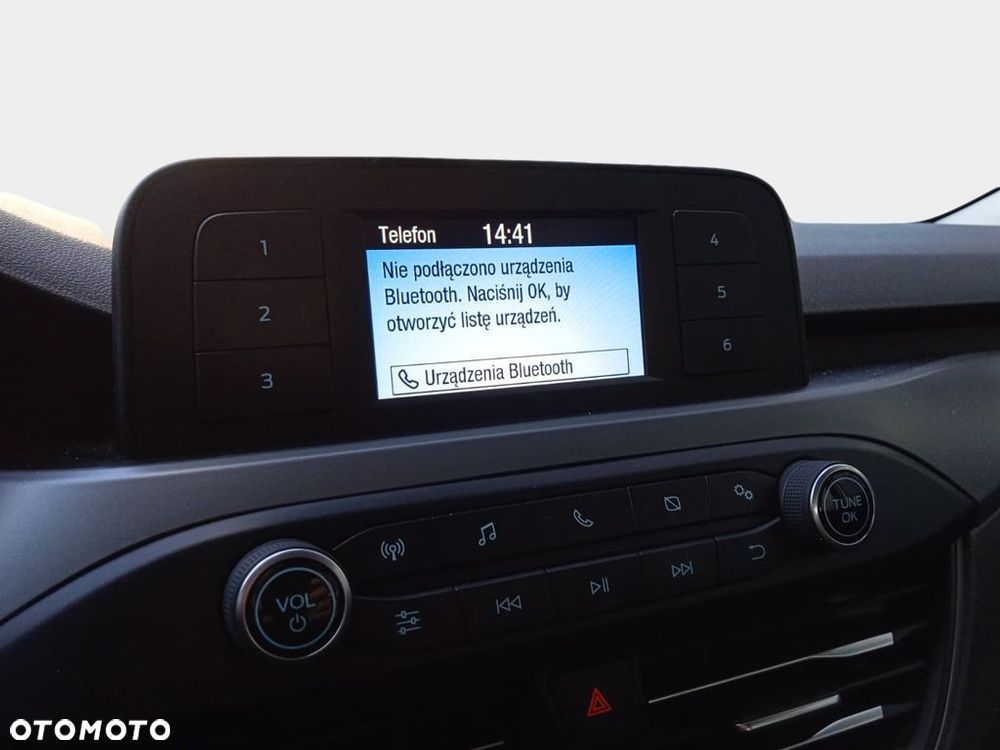 Telefon 14:41
Nie podłączono urządzenia
Bluetooth. Naciśnij OK, by
otworzyć listę urządzeń.
Urządzenia Bluetooth
1
2
3
4
5
6
VOL
TUNE
OK
OTOMOTO